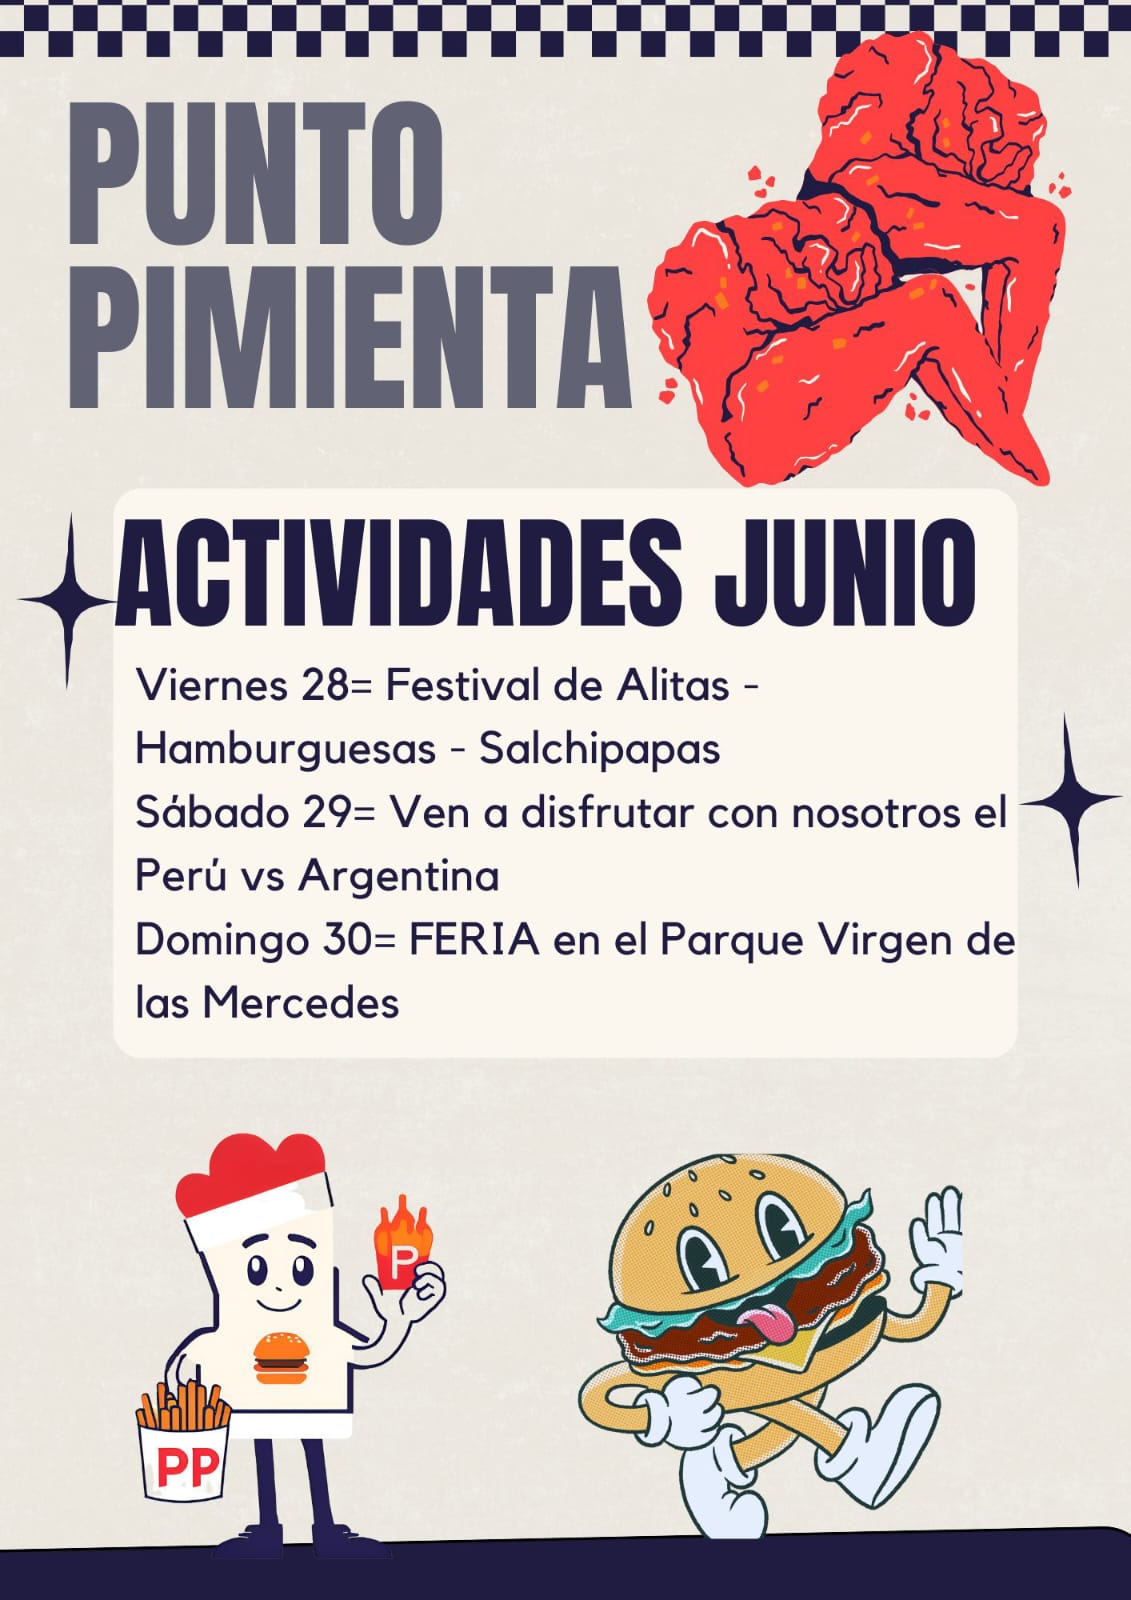 PUNTO
PIMIENTA
ACTIVIDADES JUNIO
Viernes 28= Festival de Alitas -
Hamburguesas - Salchipapas
Sábado 29= Ven a disfrutar con nosotros el
Perú vs Argentina
Domingo 30= FERIA en el Parque Virgen de
las Mercedes
P
PP